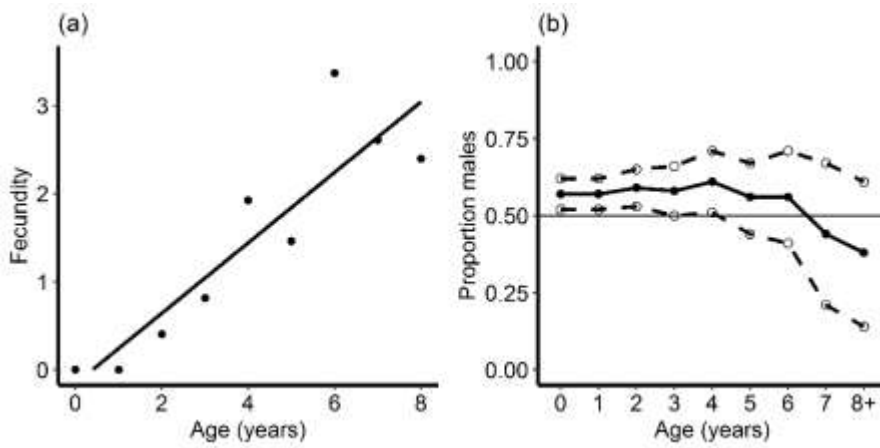 (a)
Fecundity
3
2
1
0
0 2 4 6 8
Age (years)
(b)
Proportion males
1.00
0.75
0.50
0.25
0.00
0 1 2 3 4 5 6 7 8+
Age (years)